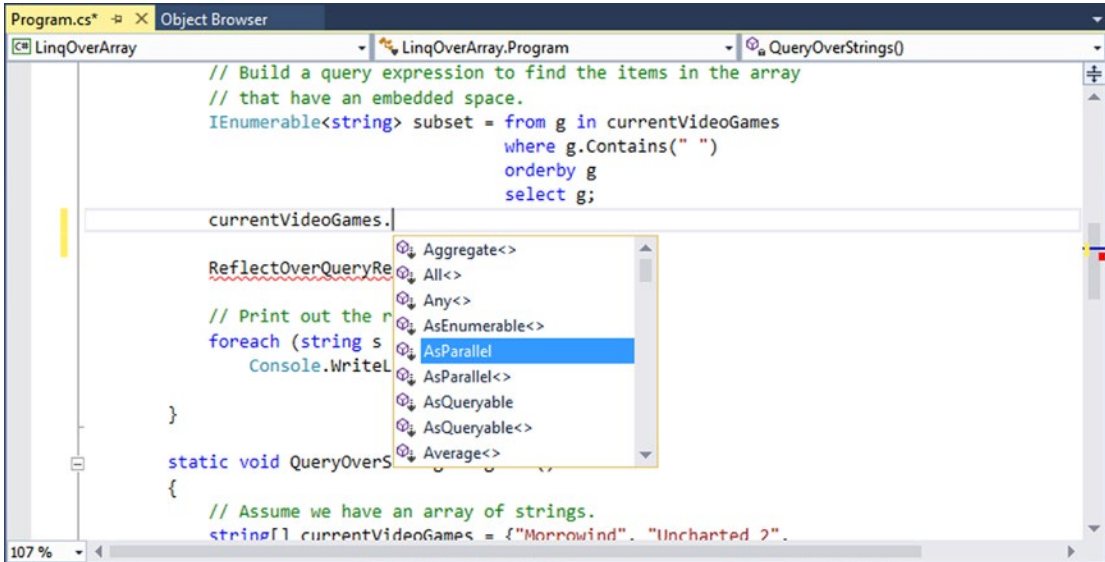 Program.cs* Object Browser
C# LinqOverArray LinqOverArray.Program QueryOverStrings()
// Build a query expression to find the items in the array
// that have an embedded space.
IEnumerable<string> subset = from g in currentVideoGames
where g.Contains(" ")
orderby g
select g;
currentVideoGames.
Aggregate<>
ReflectOverQueryRe All<>
Any<>
// Print out the r
AsEnumerable<>
foreach (string s AsParallel
Console.WriteL AsParallel<>
AsQueryable
} AsQueryable<>
Average<>
static void QueryOverS
{
// Assume we have an array of strings.
string[] currentVideoGames = {"Morrowind", "Uncharted 2",
107 %